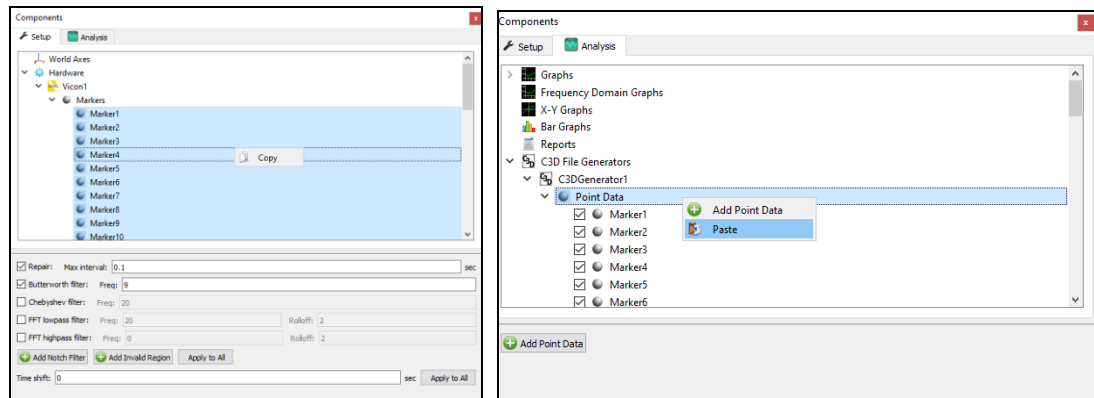 Components
x
Setup Analysis
World Axes
Hardware
Vicon1
Markers
Marker1
Marker2
Marker3
Marker4
Copy
Marker5
Marker6
Marker7
Marker8
Marker9
Marker10
Repair: Max interval: 0.1 sec
Butterworth filter: Freq: 9
Chebyshev filter: Freq: 20
FFT lowpass filter: Freq: 20 Rolloff: 2
FFT highpass filter: Freq: 0 Rolloff: 2
Add Notch Filter Add Invalid Region Apply to All
Time shift: 0 sec Apply to All
Components
x
Setup Analysis
Graphs
Frequency Domain Graphs
X-Y Graphs
Bar Graphs
Reports
C3D File Generators
C3DGenerator1
Point Data
Add Point Data
Paste
Marker1
Marker2
Marker3
Marker4
Marker5
Marker6
Add Point Data